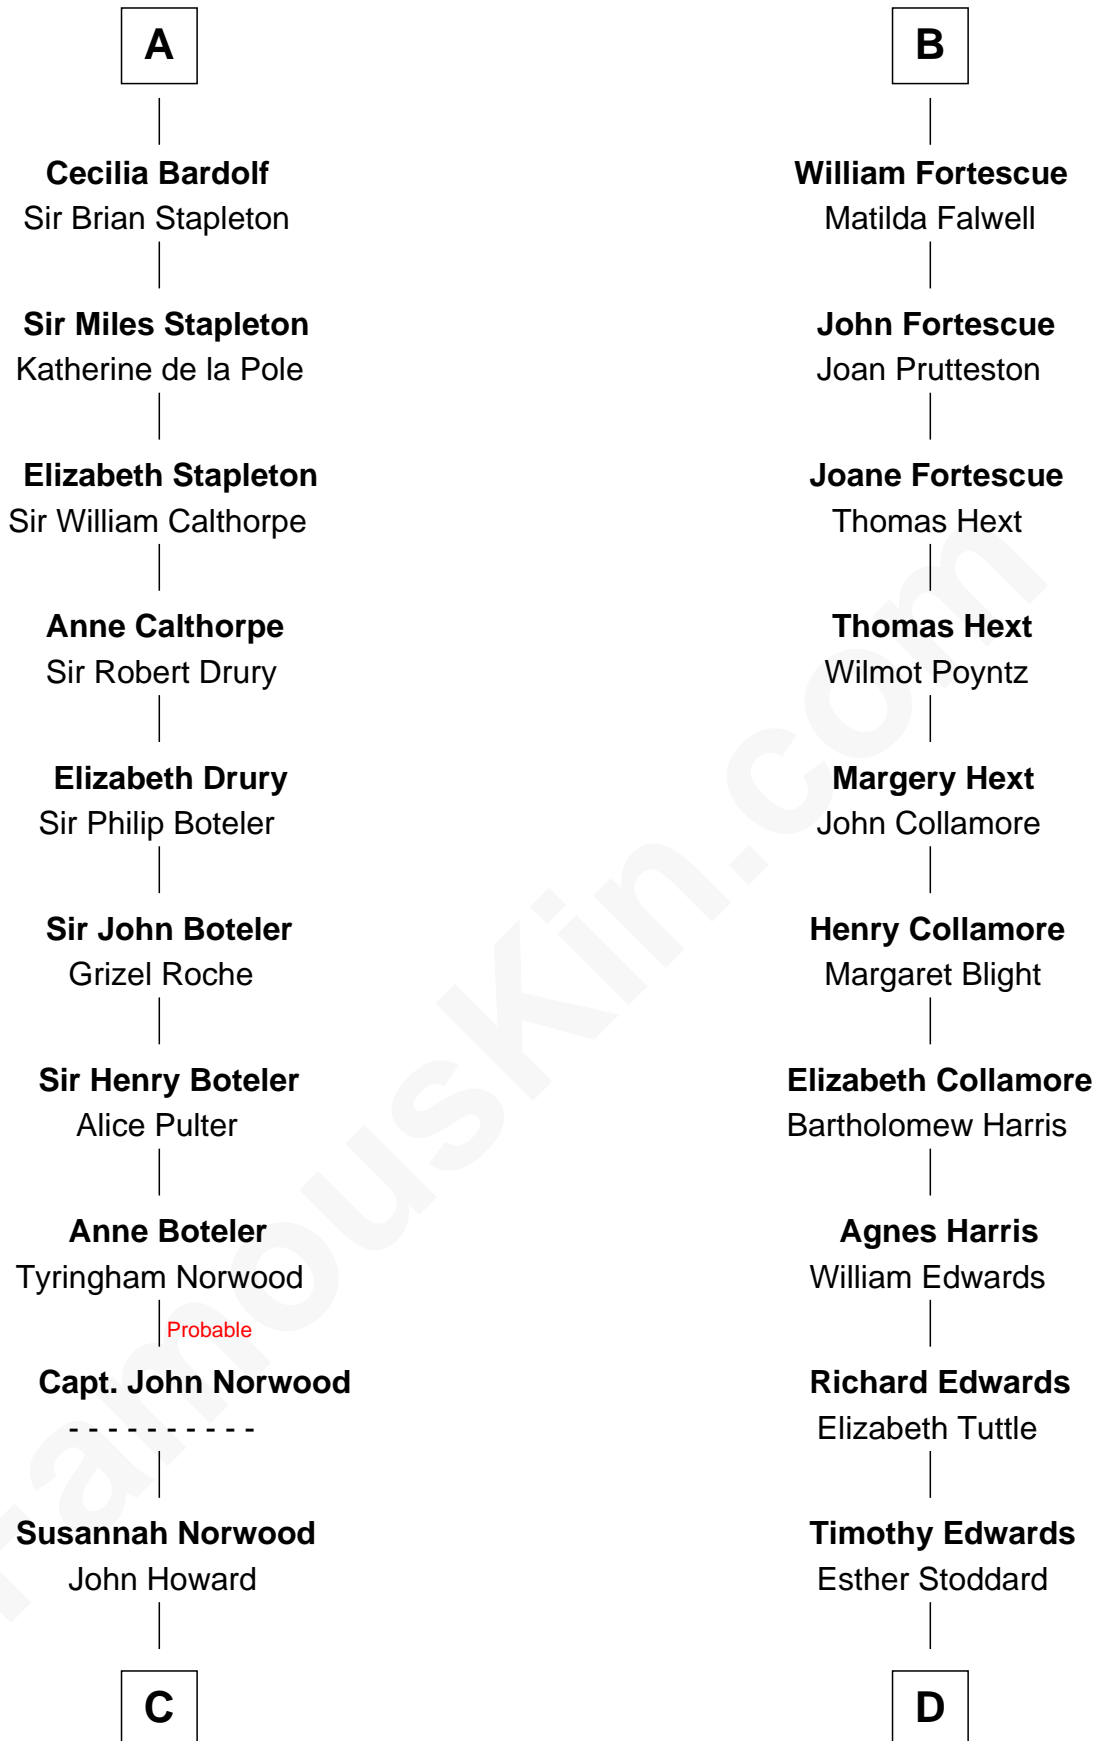 A
Cecilia Bardolf
Sir Brian Stapleton
Sir Miles Stapleton
Katherine de la Pole
Elizabeth Stapleton
Sir William Calthorpe
Anne Calthorpe
Sir Robert Drury
Elizabeth Drury
Sir Philip Boteler
Sir John Boteler
Grizel Roche
Sir Henry Boteler
Alice Pulter
Anne Boteler
Tyringham Norwood
Probable
Capt. John Norwood
- - - - - - - - - -
Susannah Norwood
John Howard
C
B
William Fortescue
Matilda Falwell
John Fortescue
Joan Prutteston
Joane Fortescue
Thomas Hext
Thomas Hext
Wilmot Poyntz
Margery Hext
John Collamore
Henry Collamore
Margaret Blight
Elizabeth Collamore
Bartholomew Harris
Agnes Harris
William Edwards
Richard Edwards
Elizabeth Tuttle
Timothy Edwards
Esther Stoddard
D
FamousKin.com